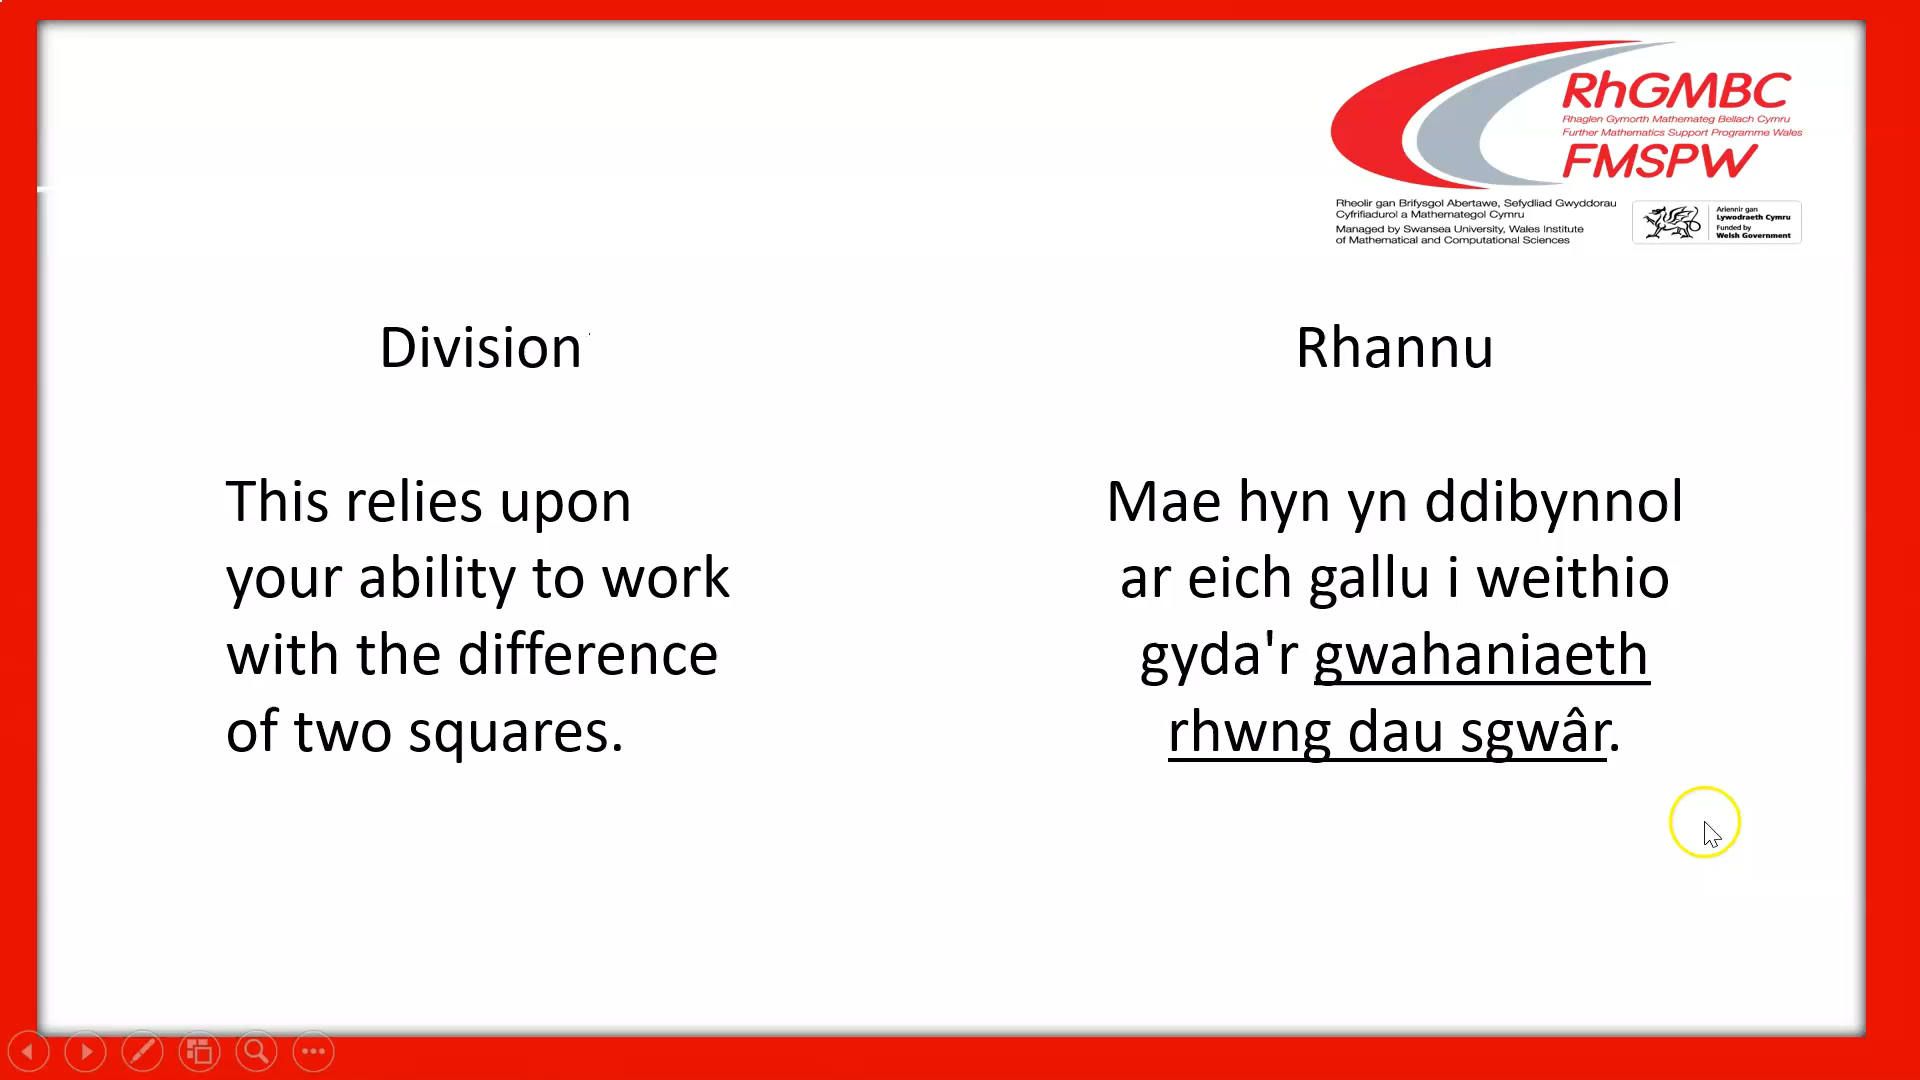 RhGMBC
Rhaglen Gymorth Mathemateg Bellach Cymru
Further Mathematics Support Programme Wales
FMSPW
Rheolir gan Brifysgol Abertawe, Sefydliad Gwyddorau
Cyfrifiadurol a Mathemategol Cymru
Managed by Swansea University, Wales Institute
of Mathematical and Computational Sciences
Ariennir gan
Lywodraeth Cymru
Funded by
Welsh Government
Division
This relies upon
your ability to work
with the difference
of two squares.
Rhannu
Mae hyn yn ddibynnol
ar eich gallu i weithio
gyda'r gwahaniaeth
rhwng dau sgwâr.